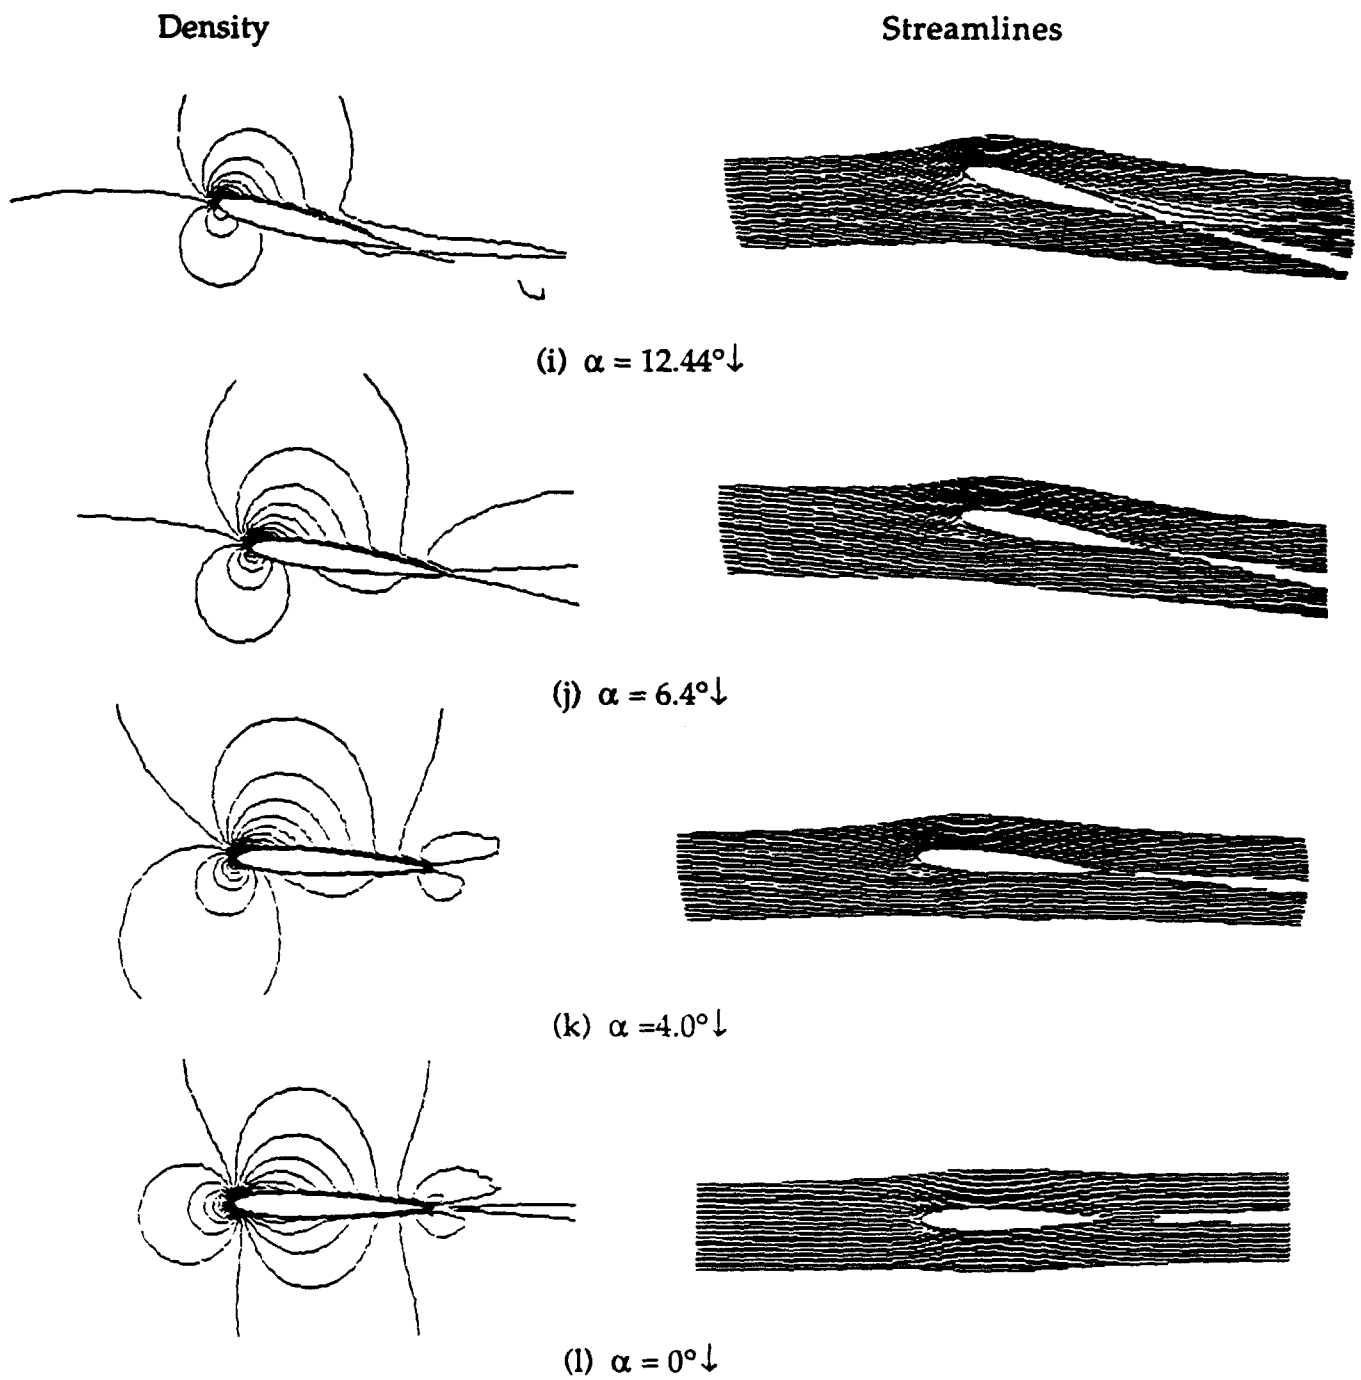 Density
Streamlines
(i) α = 12.44°↓
(j) α = 6.4°↓
(k) α =4.0°↓
(l) α = 0°↓